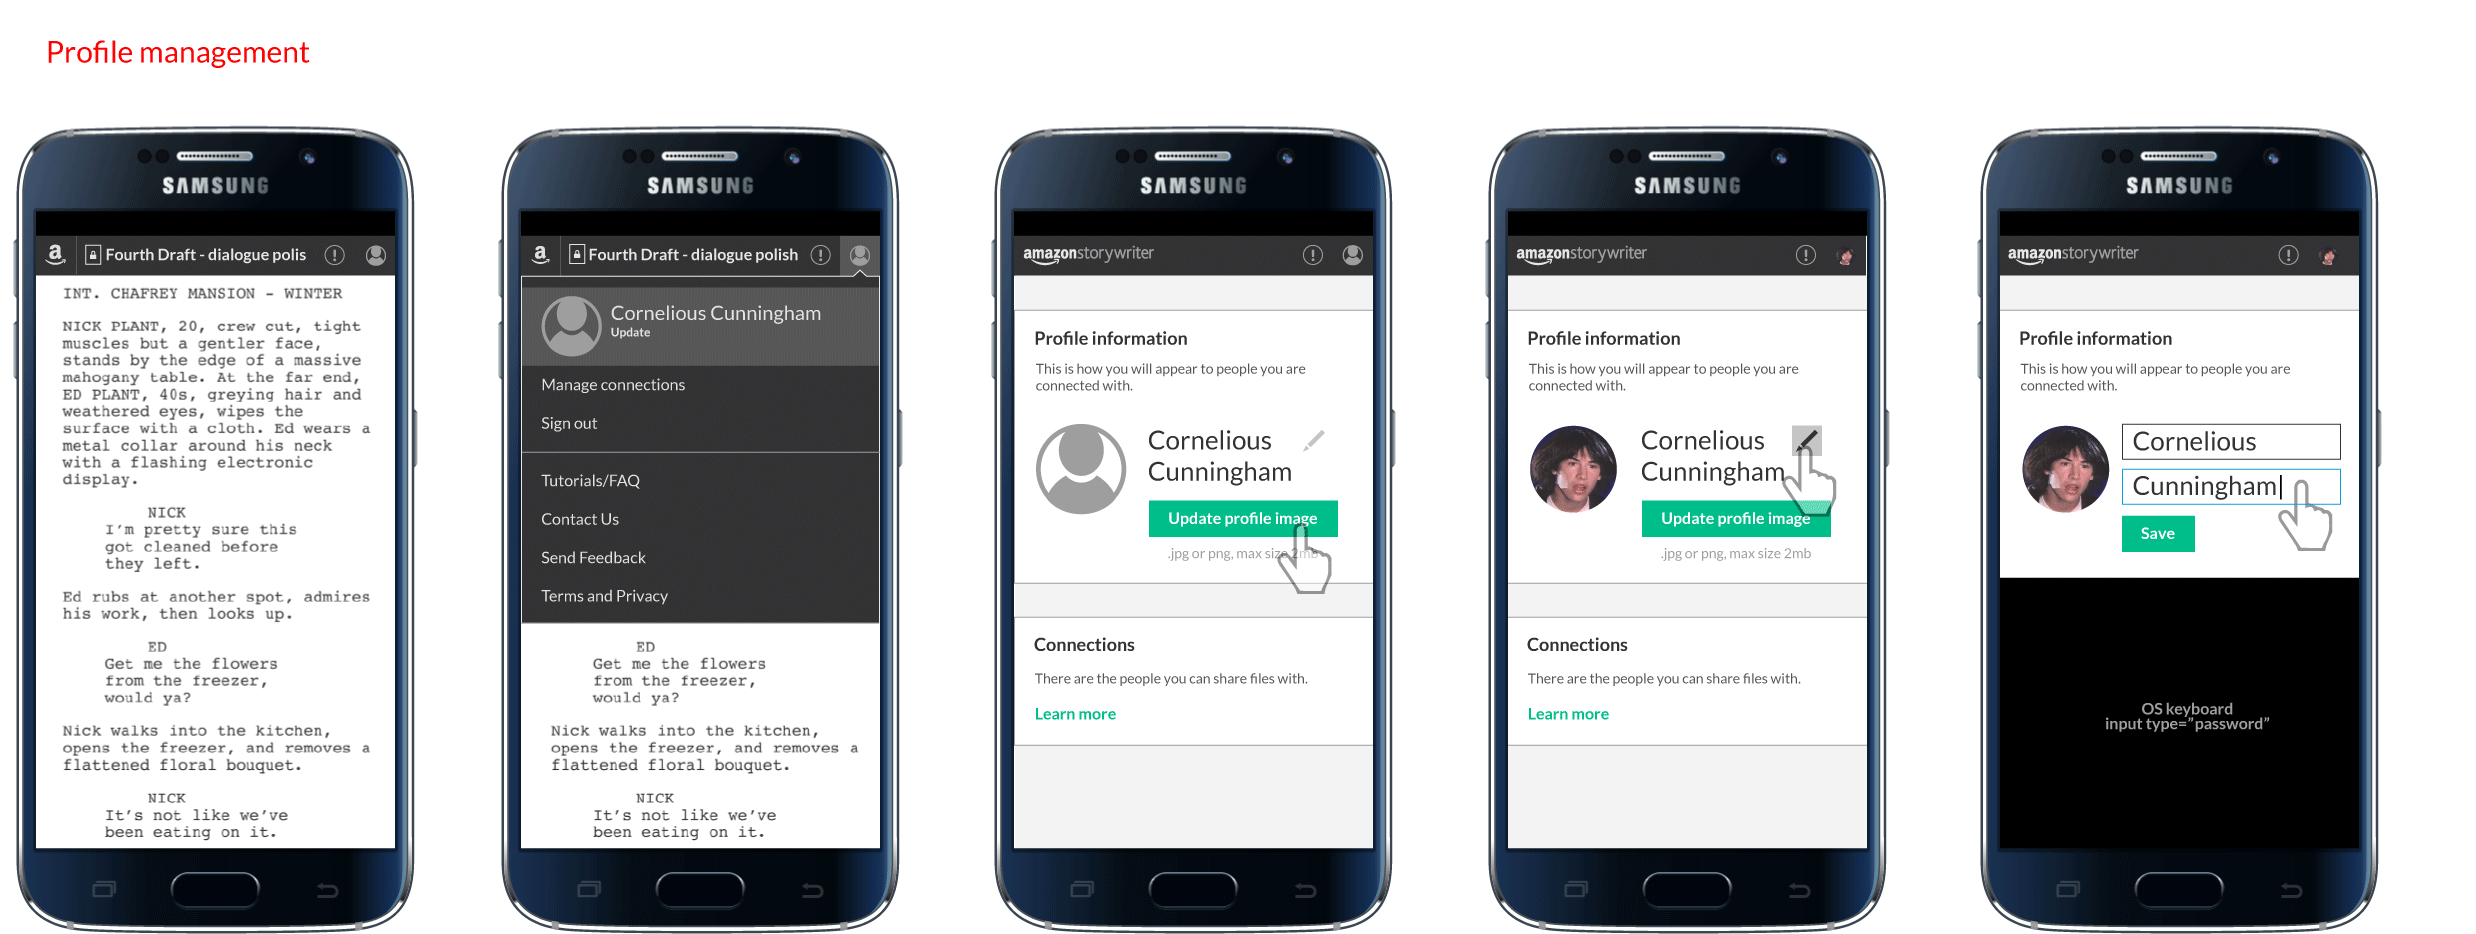 Profile management
SAMSUNG
a
Fourth Draft - dialogue polis
!
INT. CHAFREY MANSION - WINTER
NICK PLANT, 20, crew cut, tight
muscles but a gentler face,
stands by the edge of a massive
mahogany table. At the far end,
ED PLANT, 40s, greying hair and
weathered eyes, wipes the
surface with a cloth. Ed wears a
metal collar around his neck
with a flashing electronic
display.
NICK
I'm pretty sure this
got cleaned before
they left.
Ed rubs at another spot, admires
his work, then looks up.
ED
Get me the flowers
from the freezer,
would ya?
Nick walks into the kitchen,
opens the freezer, and removes a
flattened floral bouquet.
NICK
It's not like we've
been eating on it.
SAMSUNG
a
Fourth Draft - dialogue polish
!
Cornelious Cunningham
Update
Manage connections
Sign out
Tutorials/FAQ
Contact Us
Send Feedback
Terms and Privacy
ED
Get me the flowers
from the freezer,
would ya?
Nick walks into the kitchen,
opens the freezer, and removes a
flattened floral bouquet.
NICK
It's not like we've
been eating on it.
SAMSUNG
amazonstorywriter
!
Profile information
This is how you will appear to people you are
connected with.
Cornelious
Cunningham
Update profile image
.jpg or png, max size 2mb
Connections
There are the people you can share files with.
Learn more
SAMSUNG
amazonstorywriter
!
Profile information
This is how you will appear to people you are
connected with.
Cornelious
Cunningham
Update profile image
.jpg or png, max size 2mb
Connections
There are the people you can share files with.
Learn more
SAMSUNG
amazonstorywriter
!
Profile information
This is how you will appear to people you are
connected with.
Cornelious
Cunningham
Save
OS keyboard
input type="password"